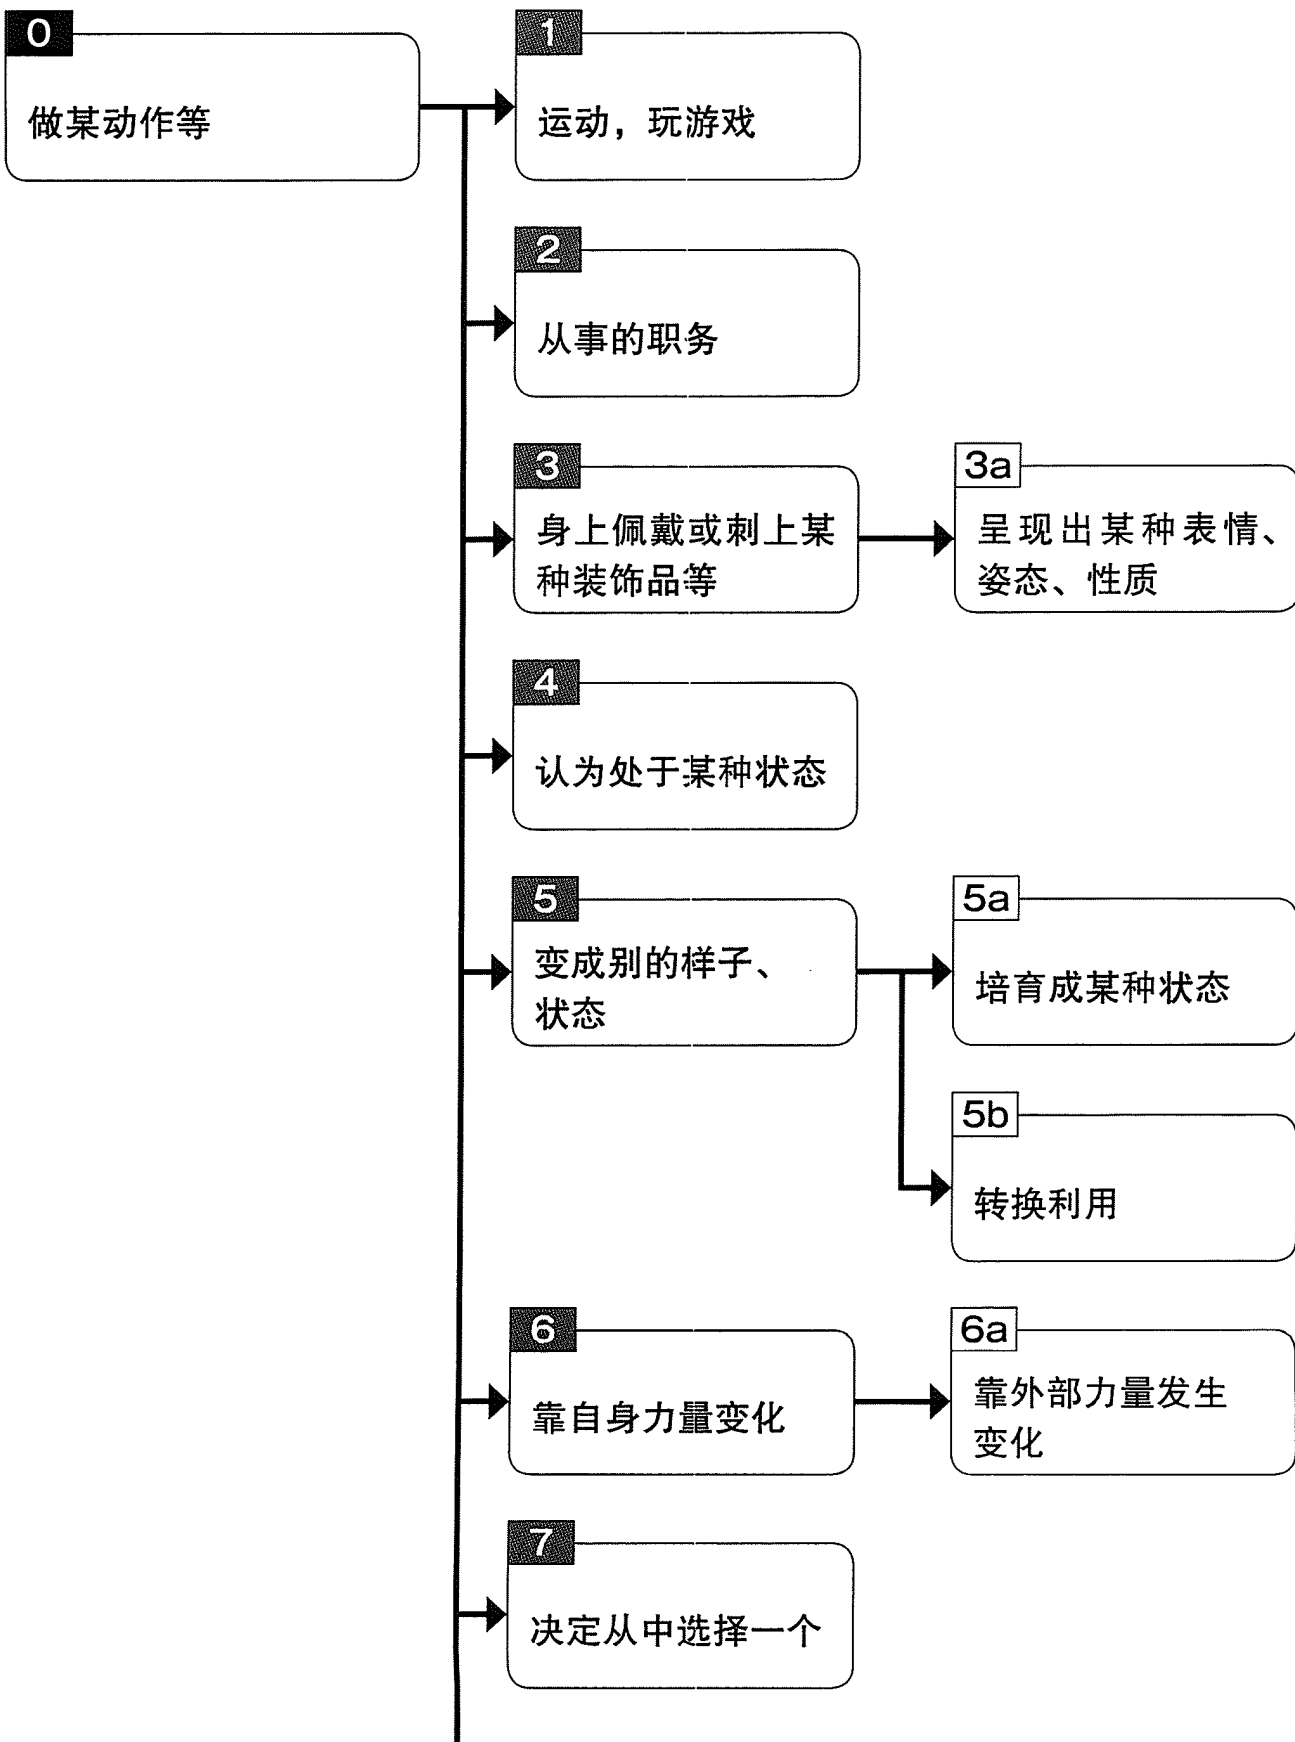 0
做某动作等
1
运动，玩游戏
2
从事的职务
3
身上佩戴或刺上某
种装饰品等
3a
呈现出某种表情、
姿态、性质
4
认为处于某种状态
5
变成别的样子、
状态
5a
培育成某种状态
5b
转换利用
6
靠自身力量变化
6a
靠外部力量发生
变化
7
决定从中选择一个